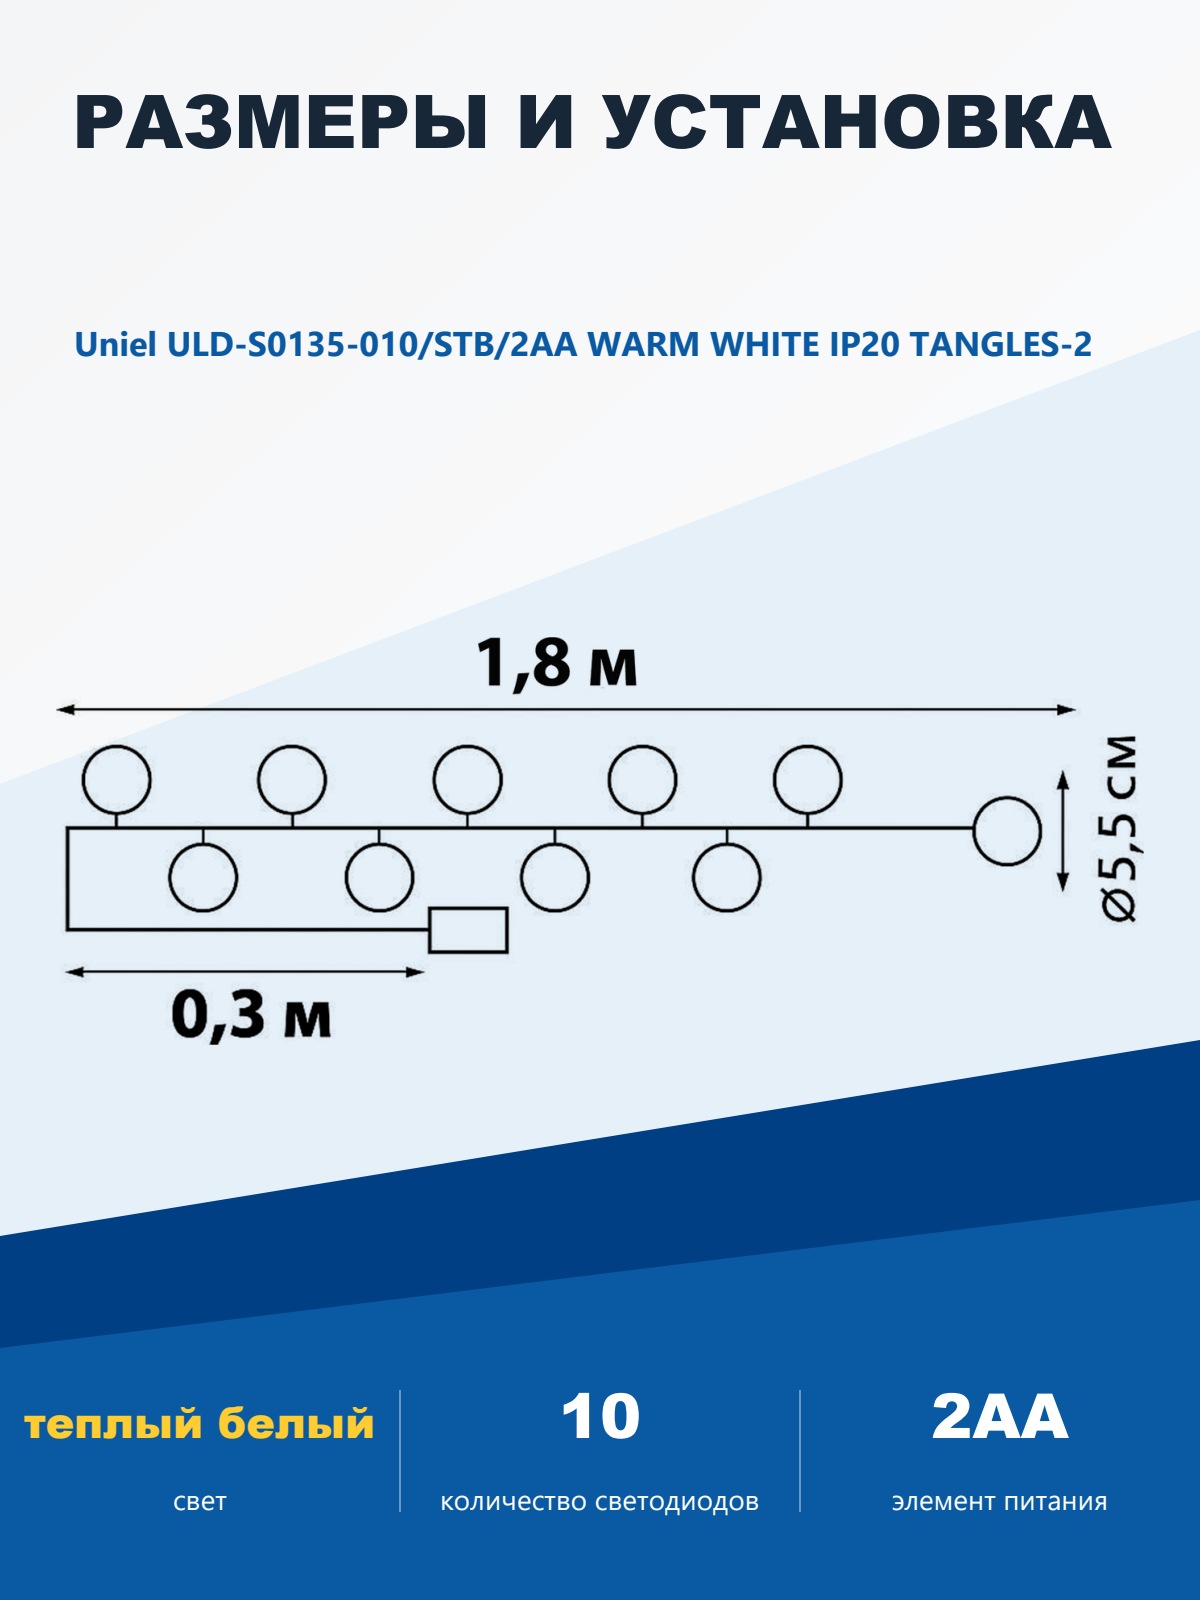 РАЗМЕРЫ И УСТАНОВКА
Uniel ULD-S0135-010/STB/2AA WARM WHITE IP20 TANGLES-2
1,8 м
⌀5,5 см
0,3 м
теплый белый
свет
10
количество светодиодов
2AA
элемент питания